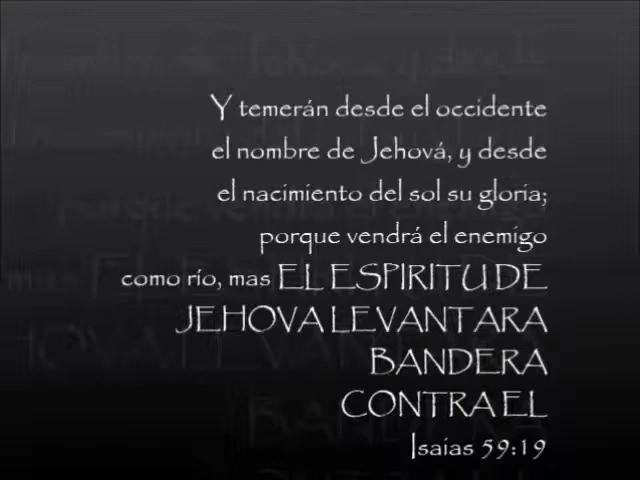 Y temerán desde el occidente
el nombre de Jehová, y desde
el nacimiento del sol su gloria;
porque vendrá el enemigo
como río, mas EL ESPIRITU DE
JEHOVA LEVANTARA
BANDERA
CONTRA EL
Isaias 59:19